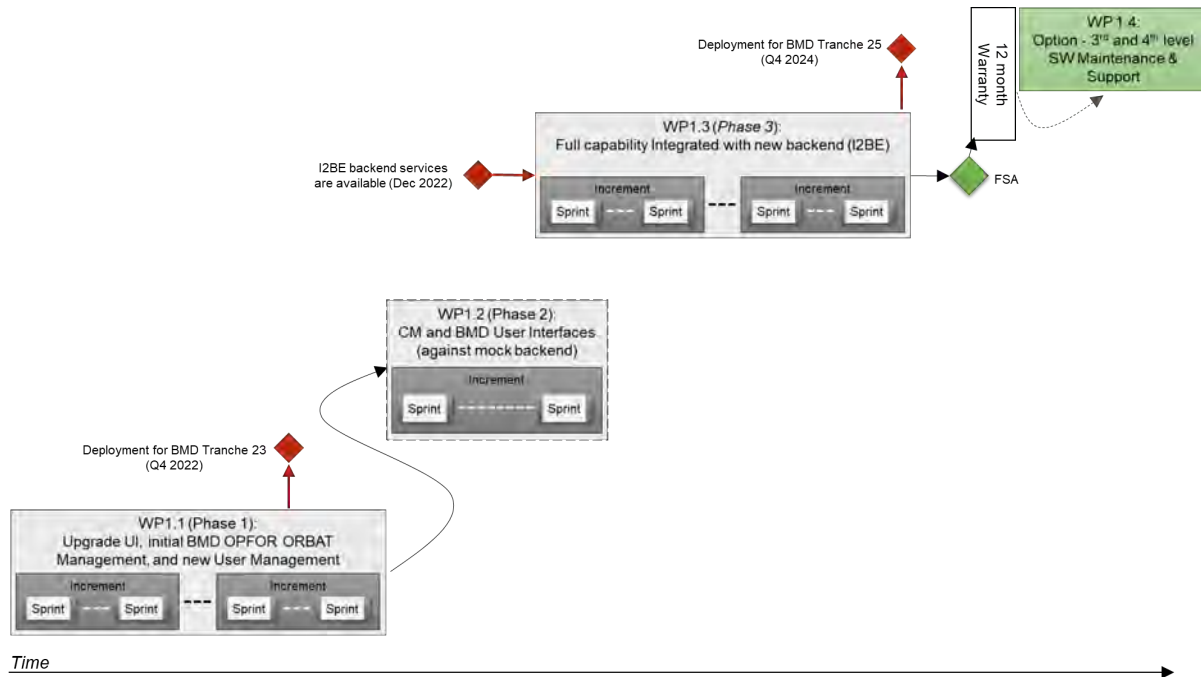 WP 1.4:
Option - 3rd and 4th level
SW Maintenance &
Support
12 month
Warranty
Deployment for BMD Tranche 25
(Q4 2024)
WP1.3 (Phase 3):
Full capability Integrated with new backend (I2BE)
I2BE backend services
are available (Dec 2022)
Increment
Sprint
Sprint
Increment
Sprint
Sprint
FSA
WP1.2 (Phase 2):
CM and BMD User Interfaces
(against mock backend)
Increment
Sprint
Sprint
Deployment for BMD Tranche 23
(Q4 2022)
WP1.1 (Phase 1):
Upgrade UI, initial BMD OPFOR ORBAT
Management, and new User Management
Increment
Sprint
Sprint
Increment
Sprint
Sprint
Time